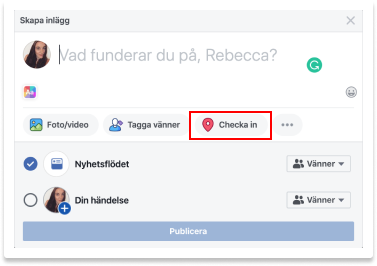 Skapa inlägg
Vad funderar du på, Rebecca?
Foto/video Tagga vänner Checka in
Nyhetsflödet Vänner
Din händelse Vänner
Publicera